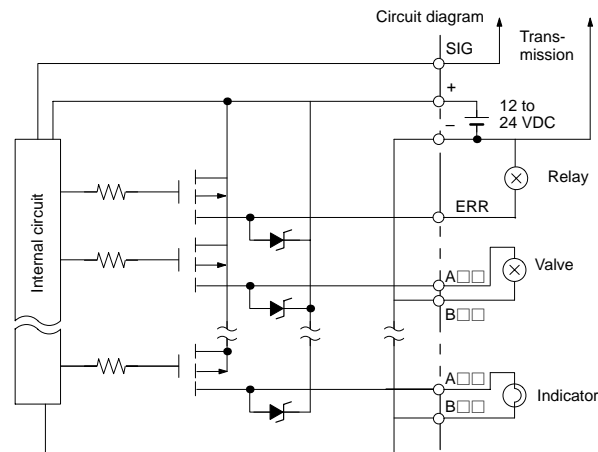 Circuit diagram
SIG
Trans-
mission
+
12 to
24 VDC
–
Relay
ERR
Internal circuit
Valve
A□□
B□□
A□□
B□□
Indicator